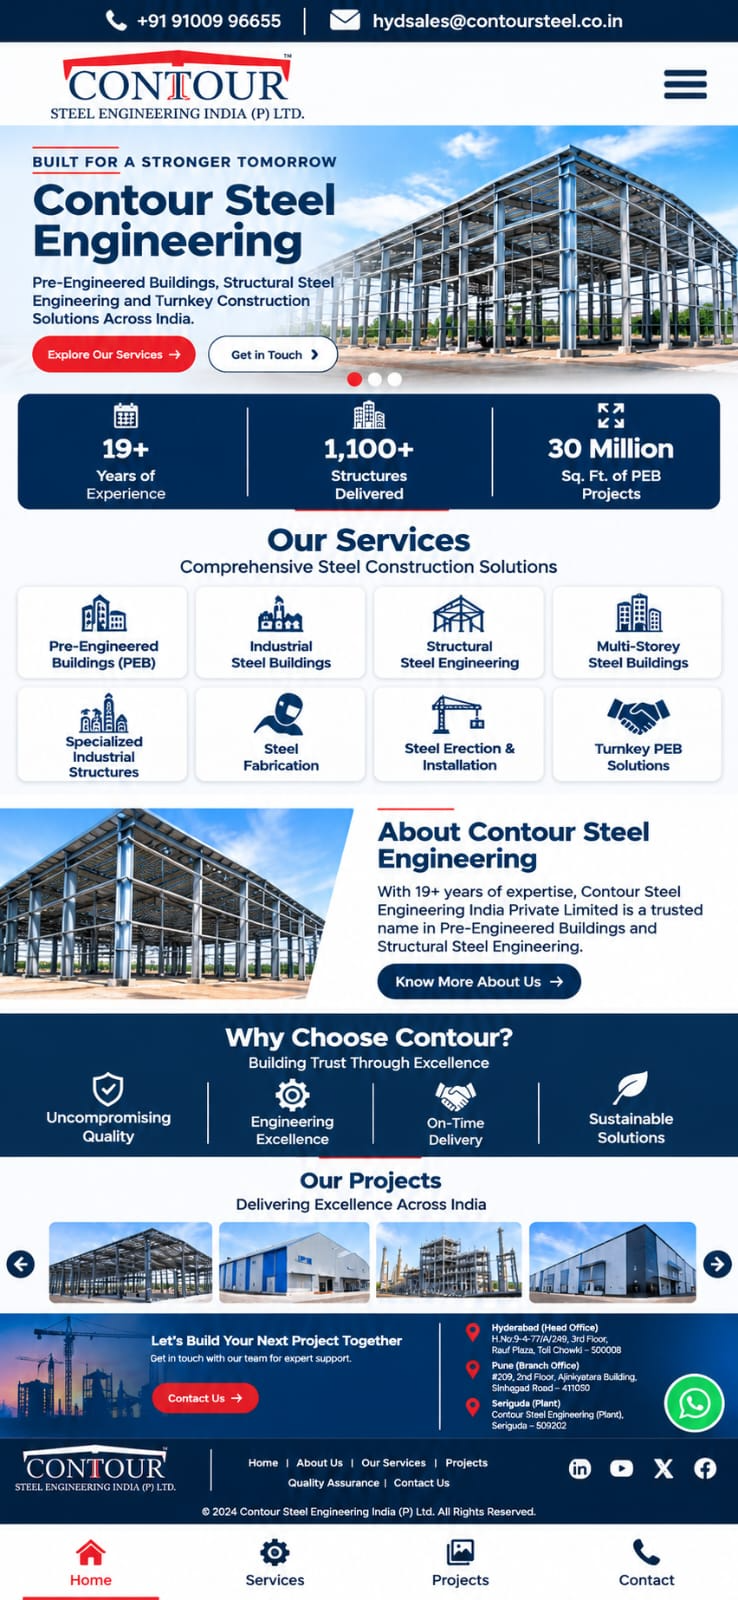 +91 91009 96655 | hydsales@contoursteel.co.in
CONTOUR™
STEEL ENGINEERING INDIA (P) LTD.
BUILT FOR A STRONGER TOMORROW
Contour Steel
Engineering
Pre-Engineered Buildings, Structural Steel
Engineering and Turnkey Construction
Solutions Across India.
Explore Our Services →
Get in Touch ❯
19+
Years of
Experience
1,100+
Structures
Delivered
30 Million
Sq. Ft. of PEB
Projects
Our Services
Comprehensive Steel Construction Solutions
Pre-Engineered
Buildings (PEB)
Industrial
Steel Buildings
Structural
Steel Engineering
Multi-Storey
Steel Buildings
Specialized
Industrial
Structures
Steel
Fabrication
Steel Erection &
Installation
Turnkey PEB
Solutions
About Contour Steel
Engineering
With 19+ years of expertise, Contour Steel
Engineering India Private Limited is a trusted
name in Pre-Engineered Buildings and
Structural Steel Engineering.
Know More About Us →
Why Choose Contour?
Building Trust Through Excellence
Uncompromising
Quality
Engineering
Excellence
On-Time
Delivery
Sustainable
Solutions
Our Projects
Delivering Excellence Across India
Let's Build Your Next Project Together
Get in touch with our team for expert support.
Contact Us →
Hyderabad (Head Office)
H.No:9-4-77/A/249, 3rd Floor,
Rauf Plaza, Toli Chowki – 500008
Pune (Branch Office)
#209, 2nd Floor, Ajinkyatara Building,
Sinhgad Road – 411050
Seriguda (Plant)
Contour Steel Engineering (Plant),
Seriguda – 509202
CONTOUR™
STEEL ENGINEERING INDIA (P) LTD.
Home | About Us | Our Services | Projects
Quality Assurance | Contact Us
© 2024 Contour Steel Engineering India (P) Ltd. All Rights Reserved.
Home
Services
Projects
Contact